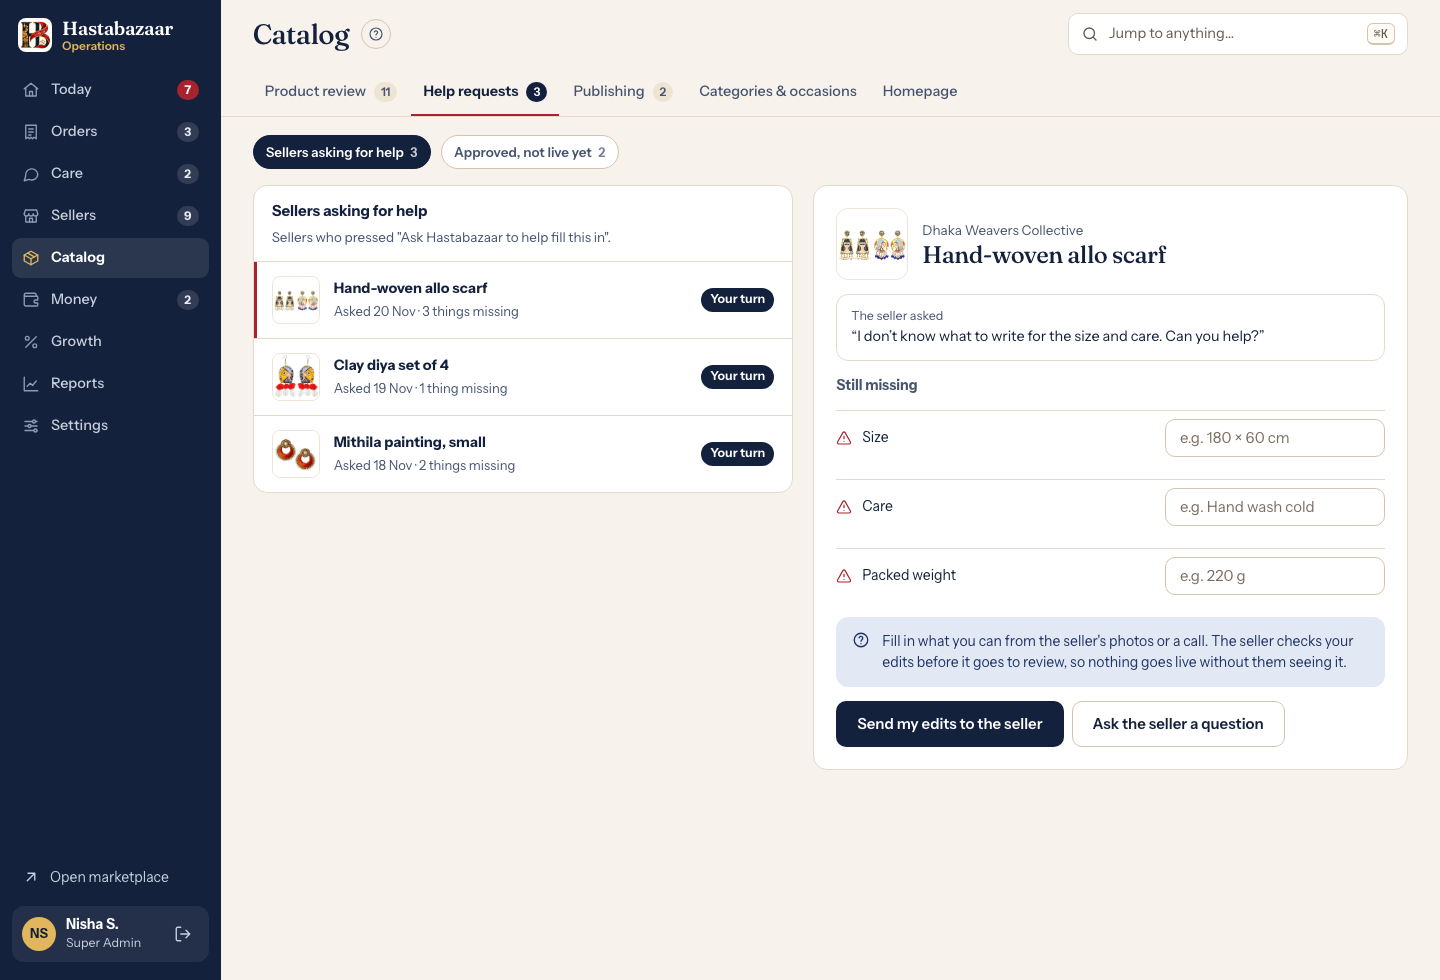 Hastabazaar
Operations
Today 7
Orders 3
Care 2
Sellers 9
Catalog
Money 2
Growth
Reports
Settings
Open marketplace
NS
Nisha S.
Super Admin
Catalog
Jump to anything... ⌘K
Product review 11
Help requests 3
Publishing 2
Categories & occasions
Homepage
Sellers asking for help 3
Approved, not live yet 2
Sellers asking for help
Sellers who pressed "Ask Hastabazaar to help fill this in".
Hand-woven allo scarf
Asked 20 Nov · 3 things missing
Your turn
Clay diya set of 4
Asked 19 Nov · 1 thing missing
Your turn
Mithila painting, small
Asked 18 Nov · 2 things missing
Your turn
Dhaka Weavers Collective
Hand-woven allo scarf
The seller asked
“I don’t know what to write for the size and care. Can you help?”
Still missing
Size
e.g. 180 × 60 cm
Care
e.g. Hand wash cold
Packed weight
e.g. 220 g
Fill in what you can from the seller's photos or a call. The seller checks your
edits before it goes to review, so nothing goes live without them seeing it.
Send my edits to the seller
Ask the seller a question